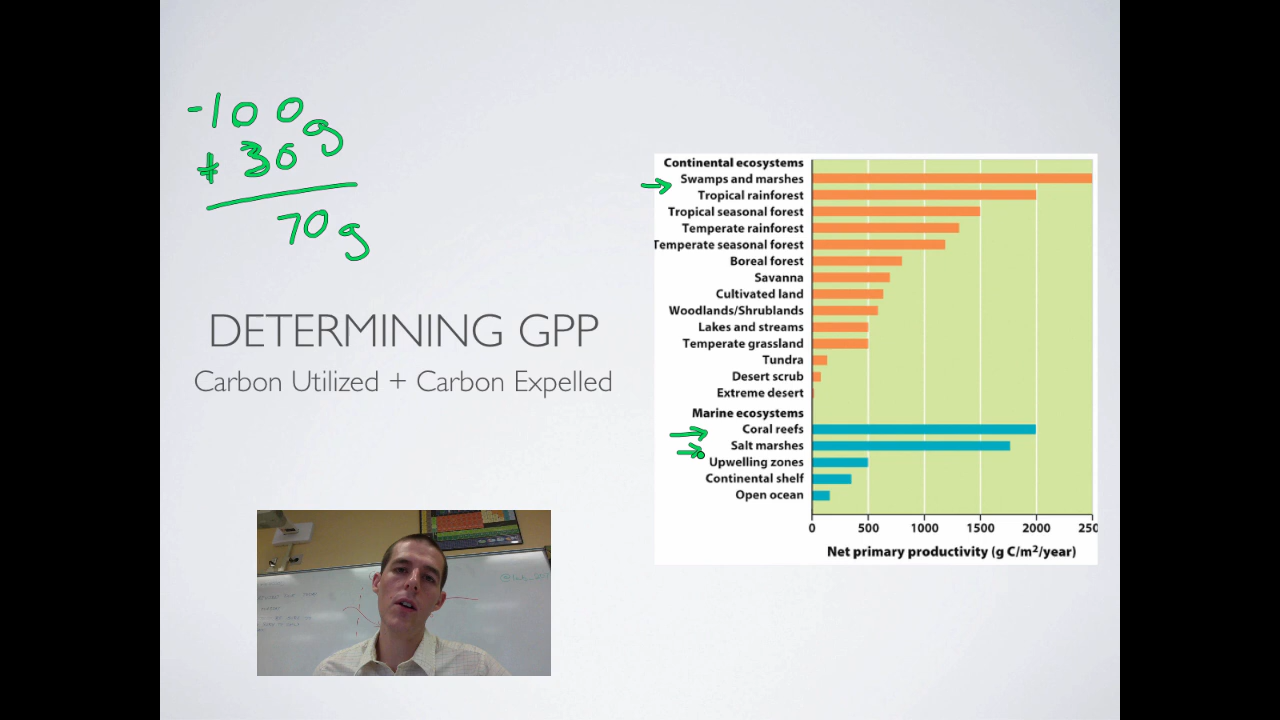 -100g
+ 30
70g
DETERMINING GPP
Carbon Utilized + Carbon Expelled
Continental ecosystems
Swamps and marshes
Tropical rainforest
Tropical seasonal forest
Temperate rainforest
Temperate seasonal forest
Boreal forest
Savanna
Cultivated land
Woodlands/Shrublands
Lakes and streams
Temperate grassland
Tundra
Desert scrub
Extreme desert
Marine ecosystems
Coral reefs
Salt marshes
Upwelling zones
Continental shelf
Open ocean
0 500 1000 1500 2000 250
Net primary productivity (g C/m²/year)